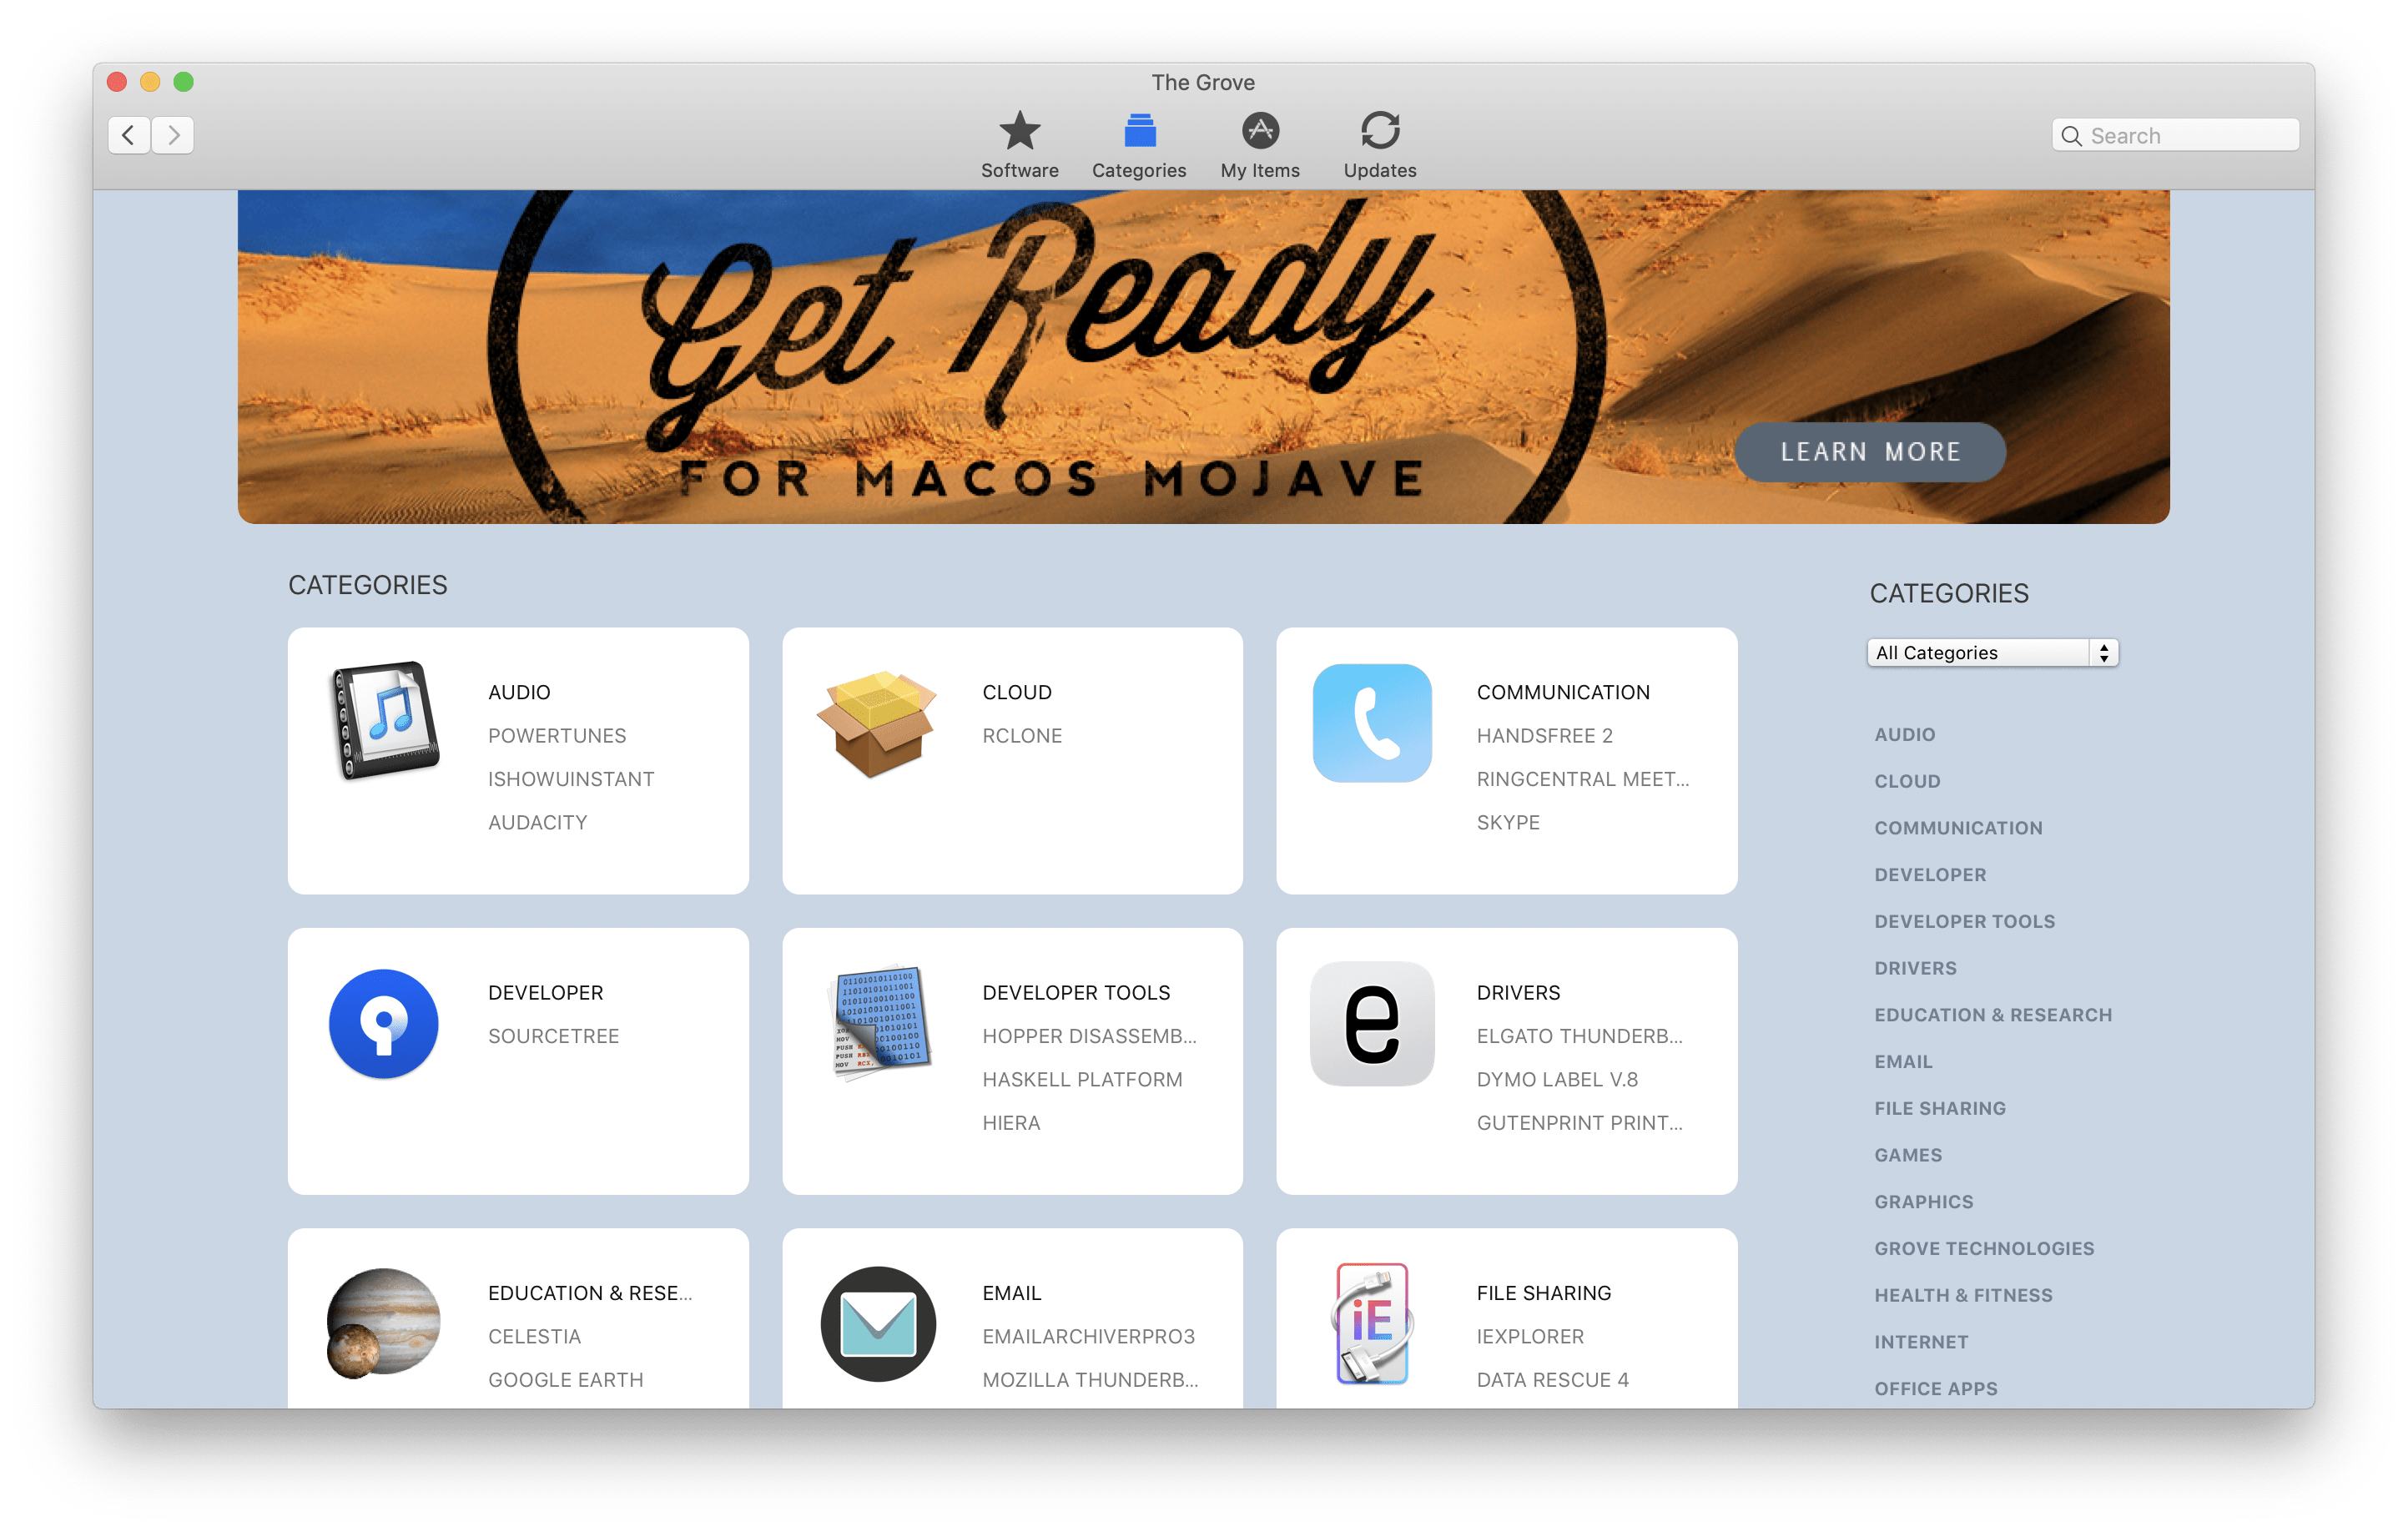 The Grove
Software
Categories
My Items
Updates
Search
Get Ready
FOR MACOS MOJAVE
LEARN MORE
CATEGORIES
AUDIO
POWERTUNES
ISHOWUINSTANT
AUDACITY
CLOUD
RCLONE
COMMUNICATION
HANDSFREE 2
RINGCENTRAL MEET...
SKYPE
DEVELOPER
SOURCETREE
DEVELOPER TOOLS
HOPPER DISASSEMB...
HASKELL PLATFORM
HIERA
e
DRIVERS
ELGATO THUNDERB...
DYMO LABEL V.8
GUTENPRINT PRINT...
EDUCATION & RESE...
CELESTIA
GOOGLE EARTH
EMAIL
EMAILARCHIVERPRO3
MOZILLA THUNDERB...
iE
FILE SHARING
IEXPLORER
DATA RESCUE 4
CATEGORIES
All Categories
AUDIO
CLOUD
COMMUNICATION
DEVELOPER
DEVELOPER TOOLS
DRIVERS
EDUCATION & RESEARCH
EMAIL
FILE SHARING
GAMES
GRAPHICS
GROVE TECHNOLOGIES
HEALTH & FITNESS
INTERNET
OFFICE APPS